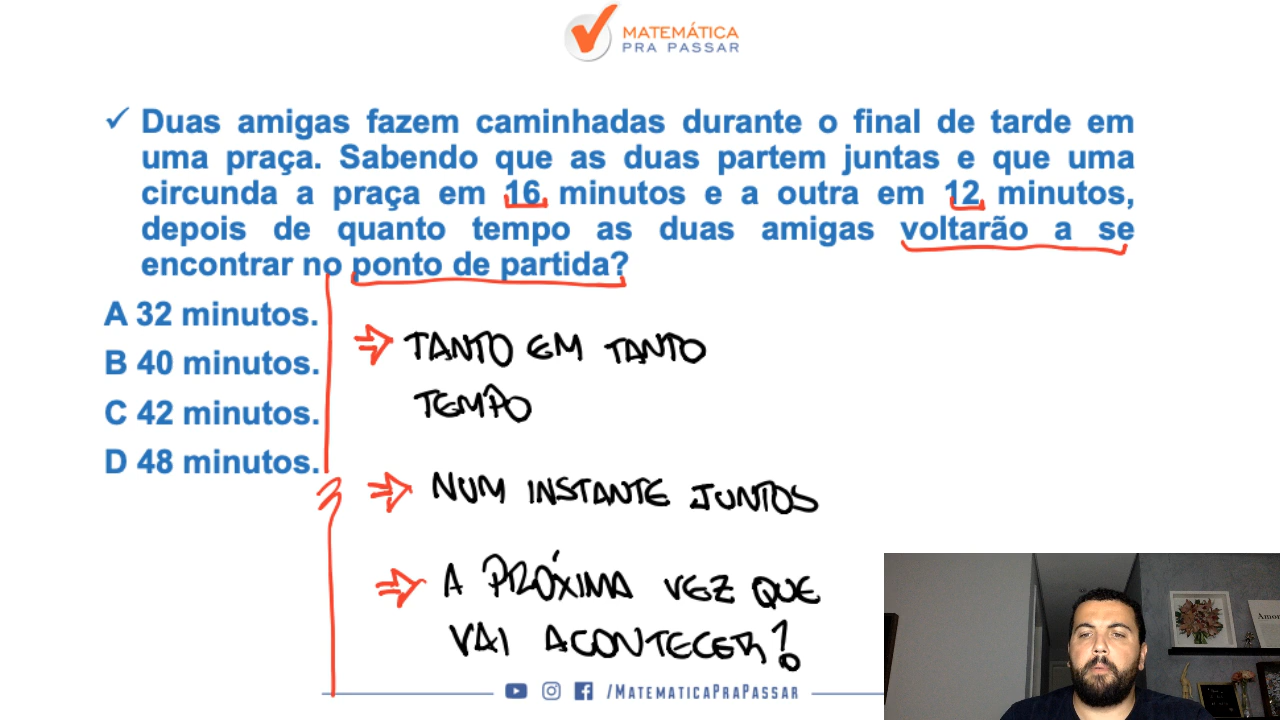 MATEMÁTICA
PRA PASSAR
✓ Duas amigas fazem caminhadas durante o final de tarde em
uma praça. Sabendo que as duas partem juntas e que uma
circunda a praça em 16 minutos e a outra em 12 minutos,
depois de quanto tempo as duas amigas voltarão a se
encontrar no ponto de partida?
A 32 minutos.
B 40 minutos.
C 42 minutos.
D 48 minutos.
⇒ TANTO EM TANTO
TEMPO
⇒ NUM INSTANTE JUNTOS
⇒ A PRÓXIMA VEZ QUE
VAI ACONTECER?
/MATEMATICAPRAPASSAR